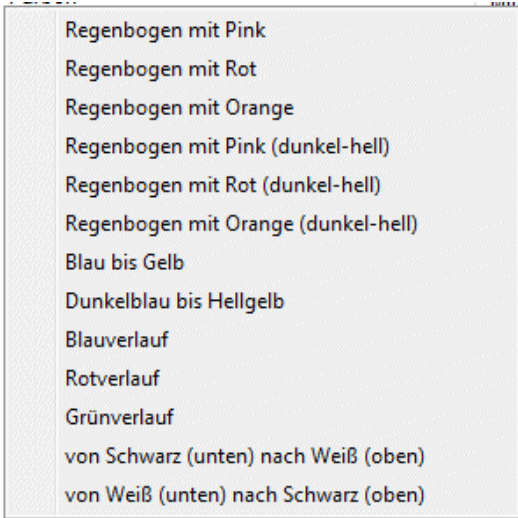 Regenbogen mit Pink
Regenbogen mit Rot
Regenbogen mit Orange
Regenbogen mit Pink (dunkel-hell)
Regenbogen mit Rot (dunkel-hell)
Regenbogen mit Orange (dunkel-hell)
Blau bis Gelb
Dunkelblau bis Hellgelb
Blauverlauf
Rotverlauf
Grünverlauf
von Schwarz (unten) nach Weiß (oben)
von Weiß (unten) nach Schwarz (oben)